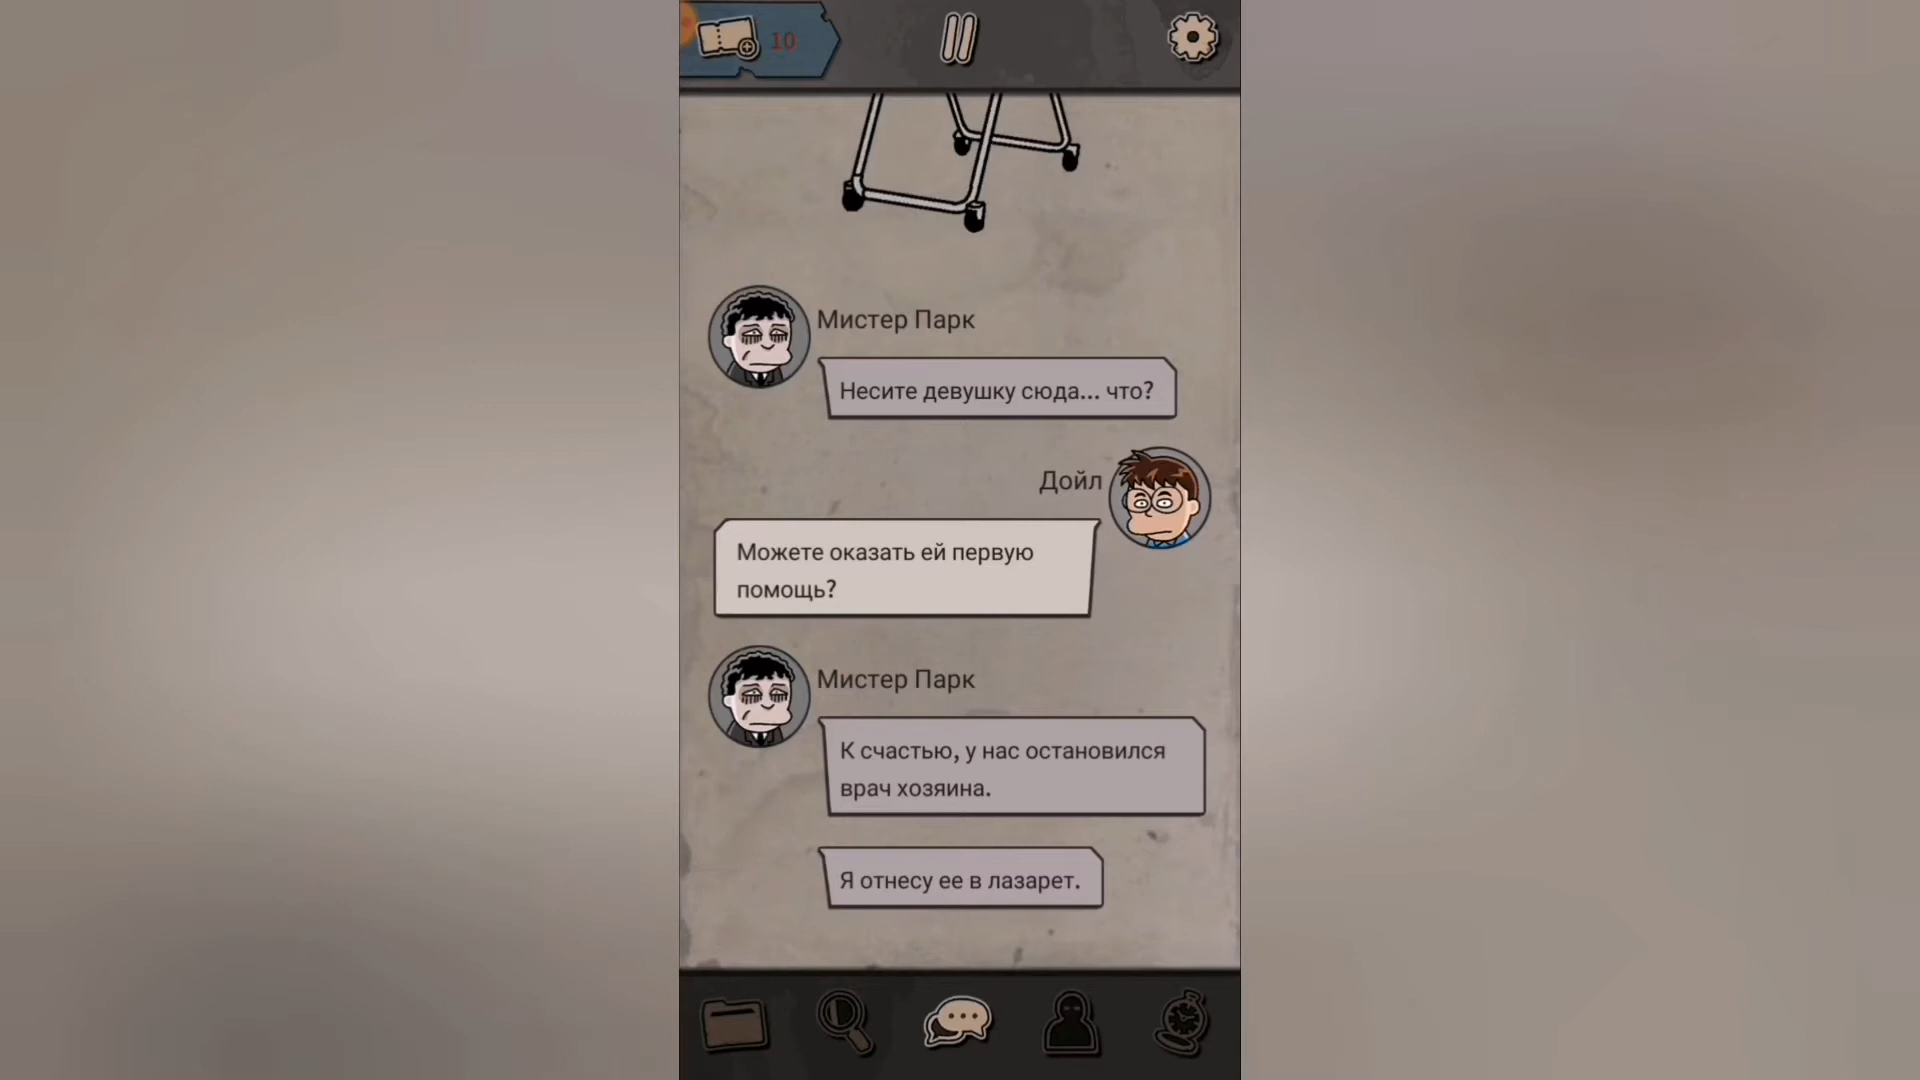 10
Мистер Парк
Несите девушку сюда... что?
Дойл
Можете оказать ей первую
помощь?
Мистер Парк
К счастью, у нас остановился
врач хозяина.
Я отнесу ее в лазарет.